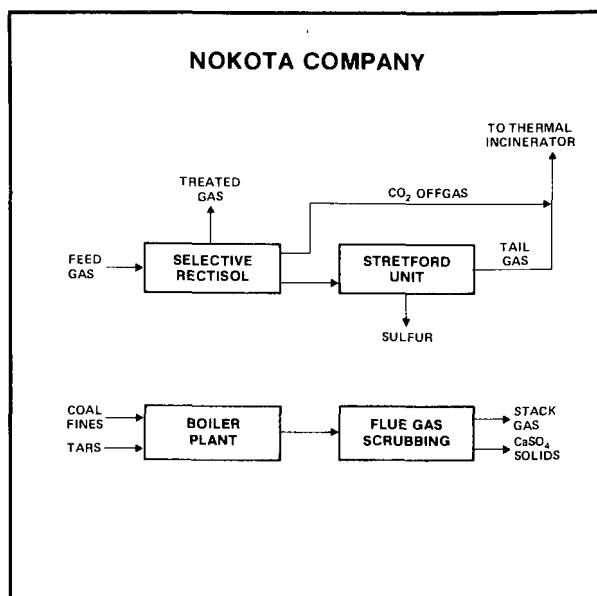 NOKOTA COMPANY
TO THERMAL
INCINERATOR
TREATED
GAS
CO₂ OFFGAS
FEED
GAS
SELECTIVE
RECTISOL
STRETFORD
UNIT
TAIL
GAS
SULFUR
COAL
FINES
TARS
BOILER
PLANT
FLUE GAS
SCRUBBING
STACK
GAS
CaSO₄
SOLIDS